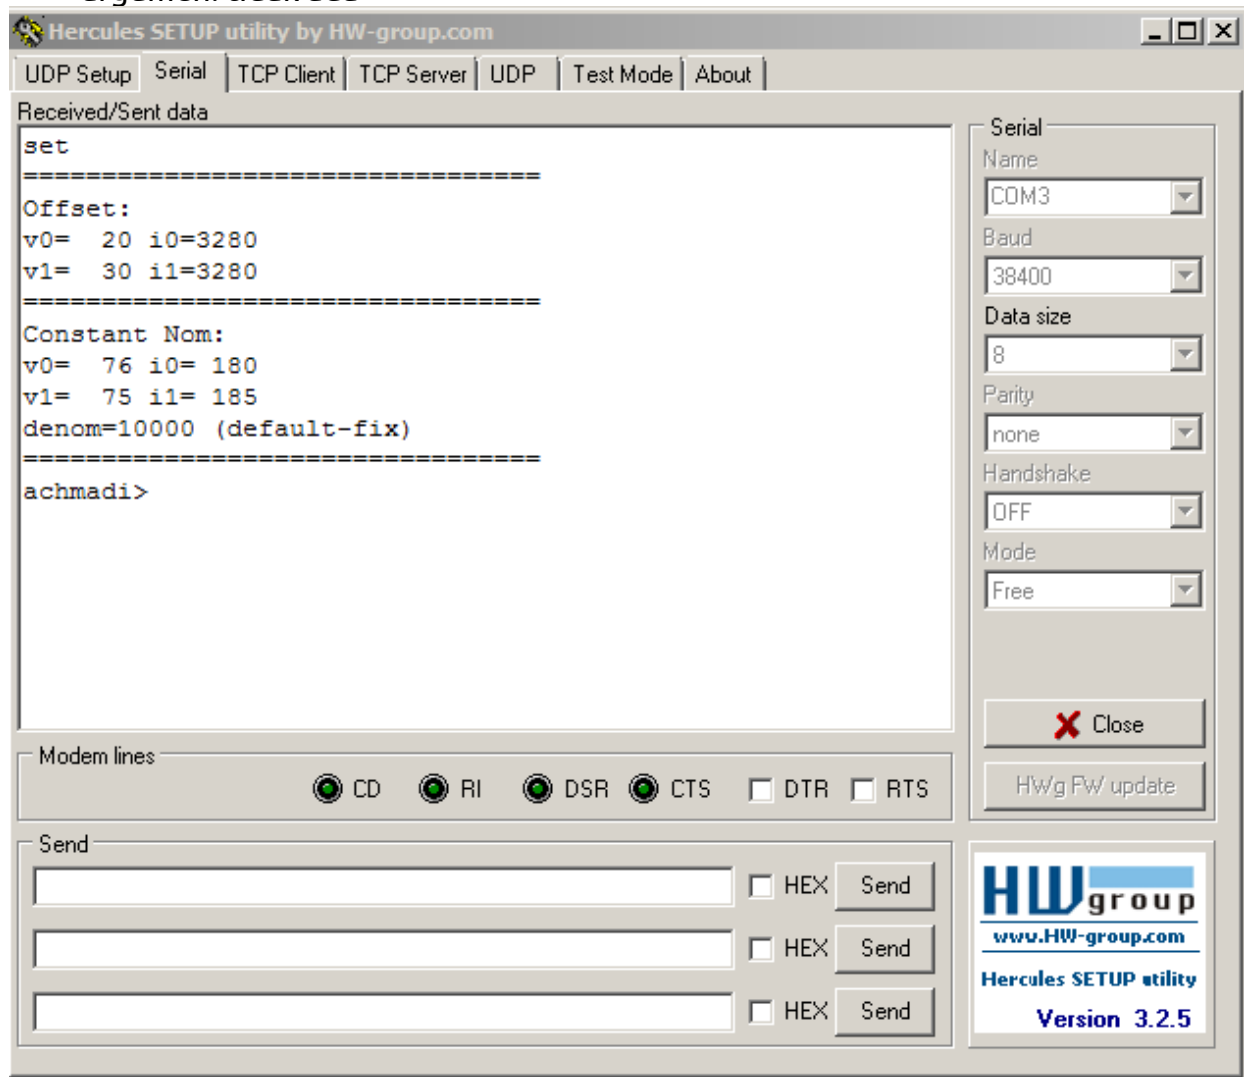 Hercules SETUP utility by HW-group.com
UDP Setup Serial TCP Client TCP Server UDP Test Mode About
Received/Sent data
set
=================================
Offset:
v0=  20 i0=3280
v1=  30 i1=3280
=================================
Constant Nom:
v0=  76 i0= 180
v1=  75 i1= 185
denom=10000 (default-fix)
=================================
achmadi>
Serial
Name
COM3
Baud
38400
Data size
8
Parity
none
Handshake
OFF
Mode
Free
Close
HWg FW update
Modem lines
CD RI DSR CTS DTR RTS
Send
HEX Send
HEX Send
HEX Send
HW group
www.HW-group.com
Hercules SETUP utility
Version 3.2.5